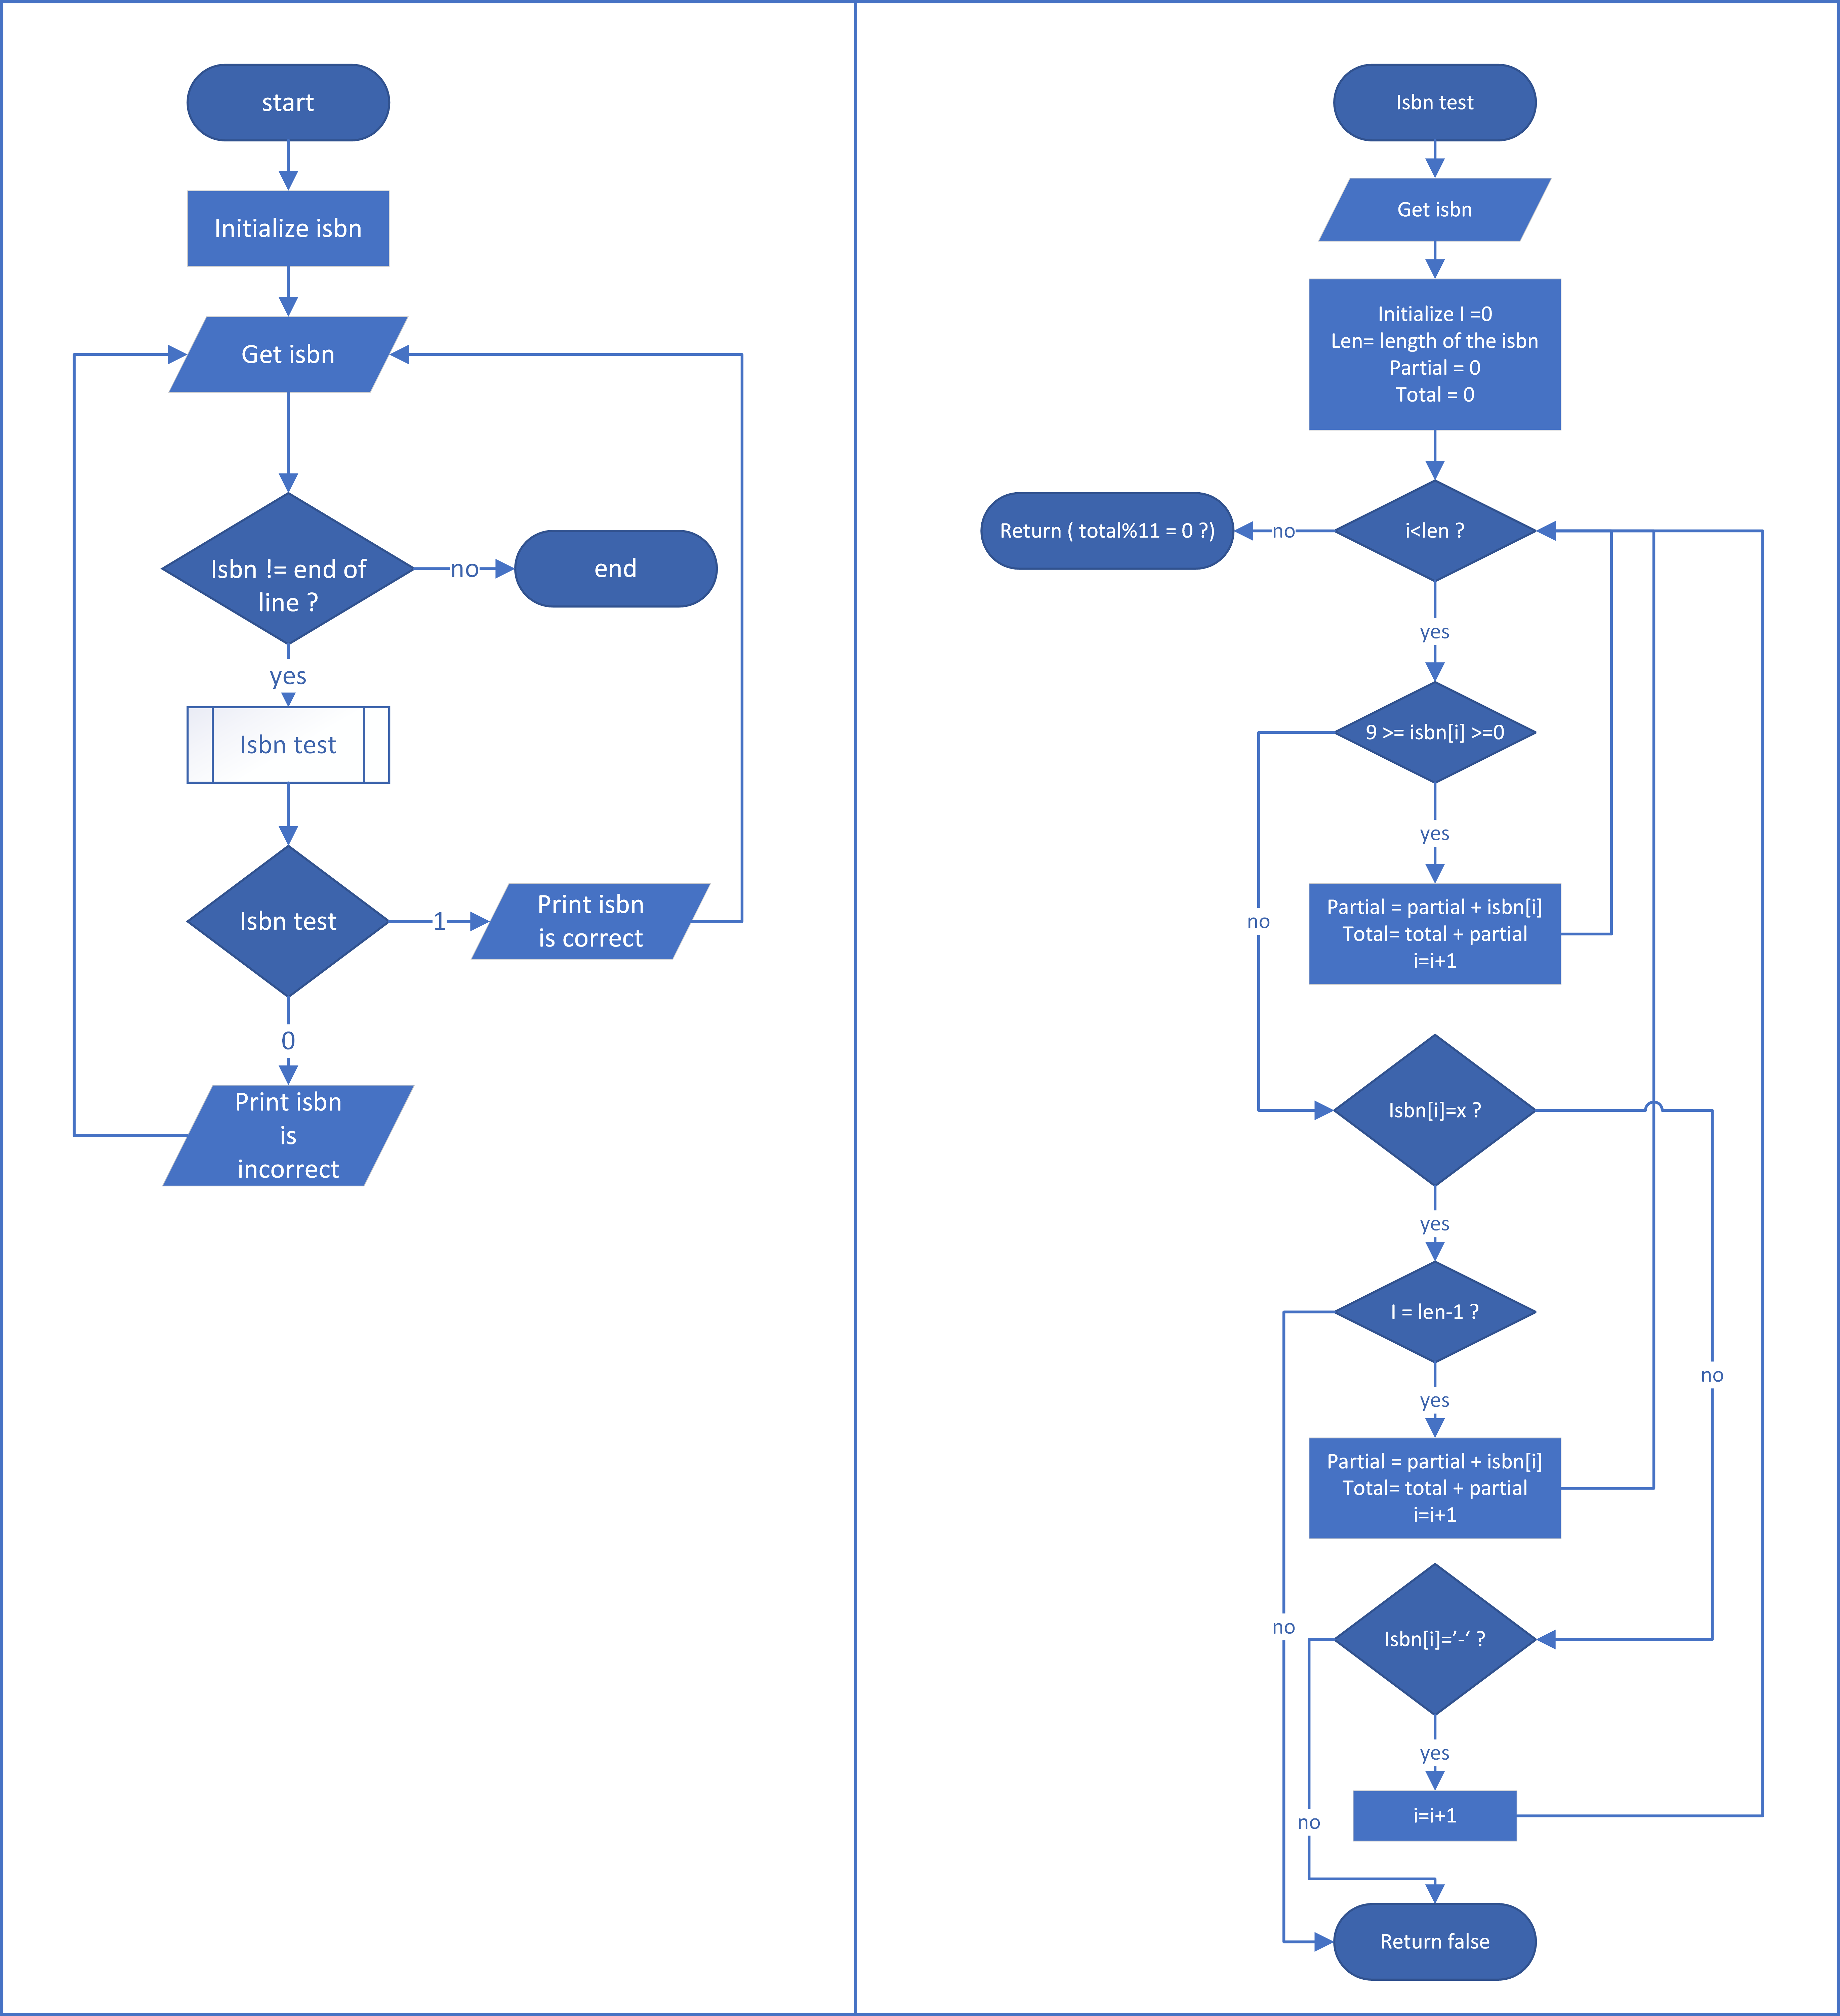 start
Initialize isbn
Get isbn
Isbn != end of
line ?
no
end
yes
Isbn test
Isbn test
1
Print isbn
is correct
0
Print isbn
is
incorrect
Isbn test
Get isbn
Initialize I =0
Len= length of the isbn
Partial = 0
Total = 0
i<len ?
no
Return ( total%11 = 0 ?)
yes
9 >= isbn[i] >=0
no
yes
Partial = partial + isbn[i]
Total= total + partial
i=i+1
Isbn[i]=x ?
no
yes
I = len-1 ?
no
yes
Partial = partial + isbn[i]
Total= total + partial
i=i+1
Isbn[i]=’-‘ ?
no
yes
i=i+1
Return false